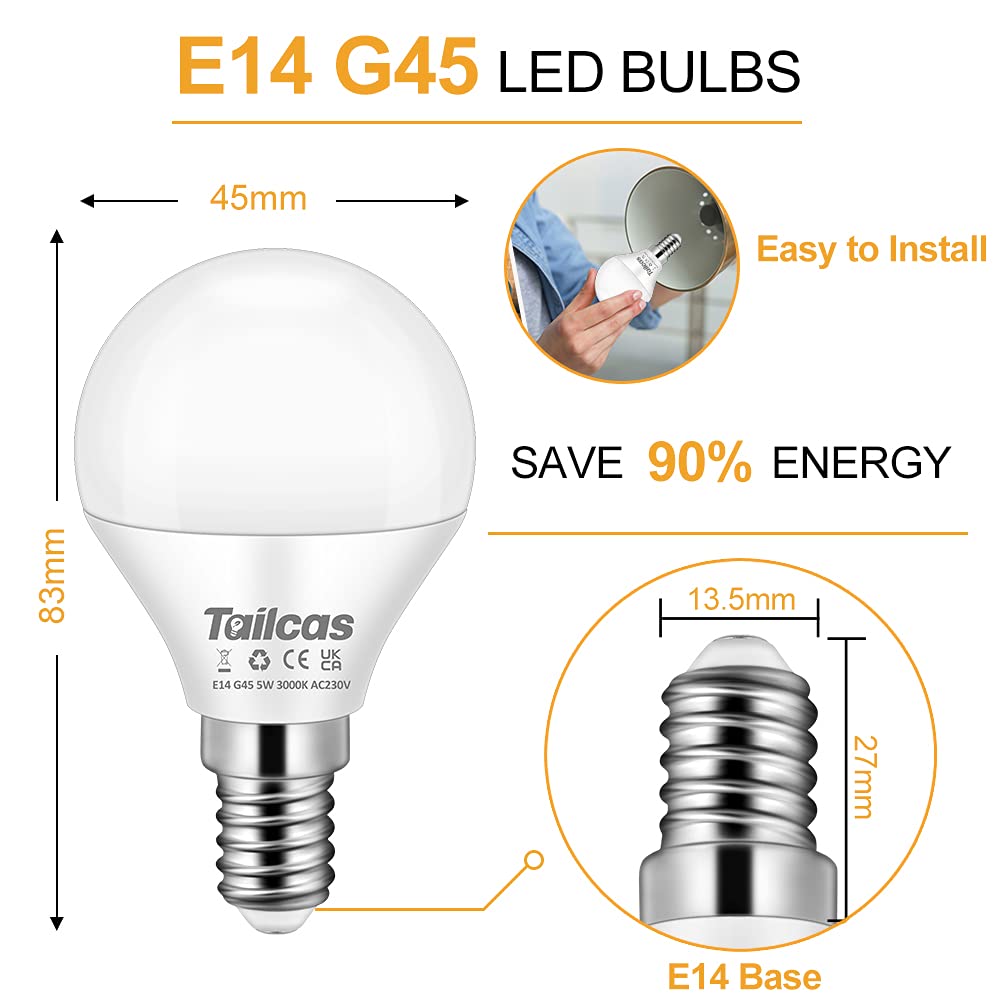 E14 G45 LED BULBS
45mm
83mm
Easy to Install
Tailcas
SAVE 90% ENERGY
13.5mm
27mm
Tailcas
CE UK CA
E14 G45 5W 3000K AC230V
E14 Base